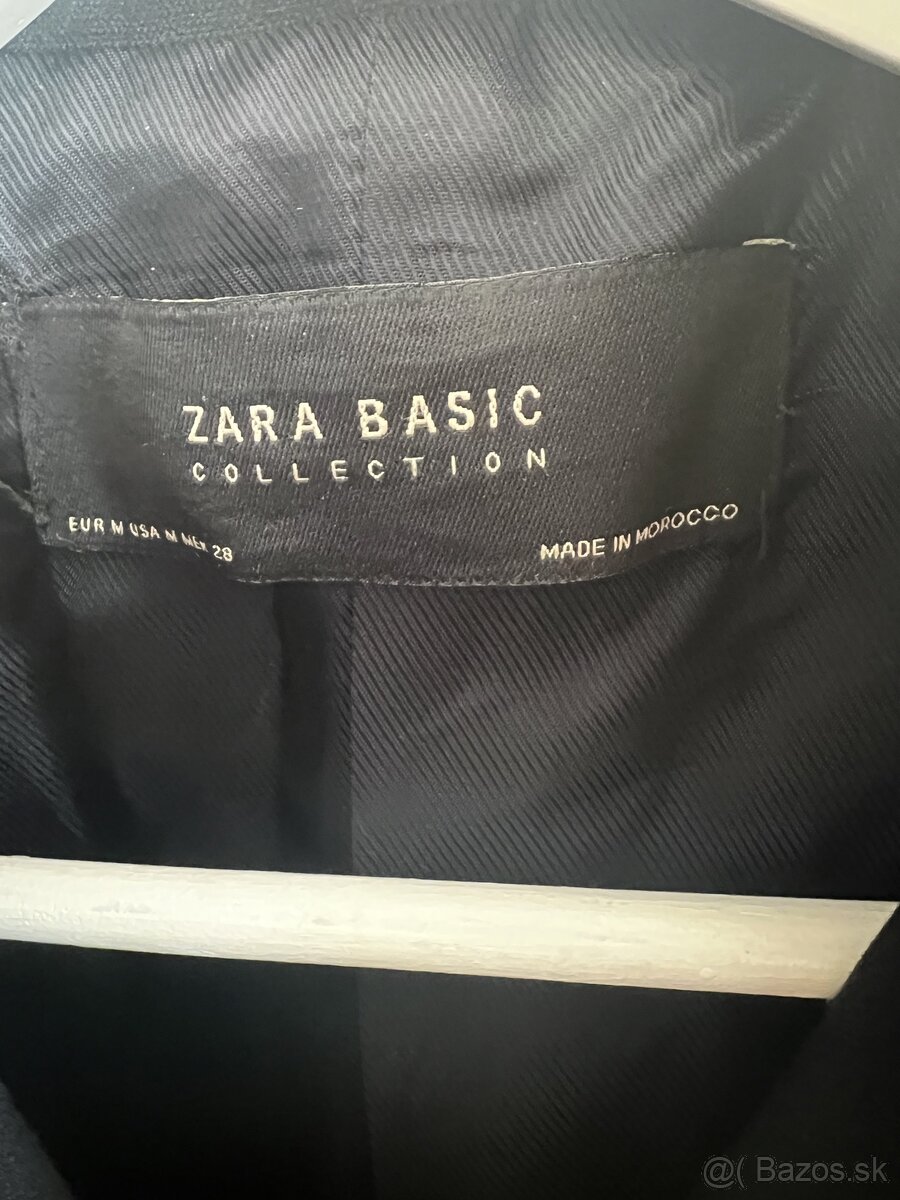 ZARA BASIC
COLLECTION
EUR M USA M MEX 28
MADE IN MOROCCO
@( Bazos.sk